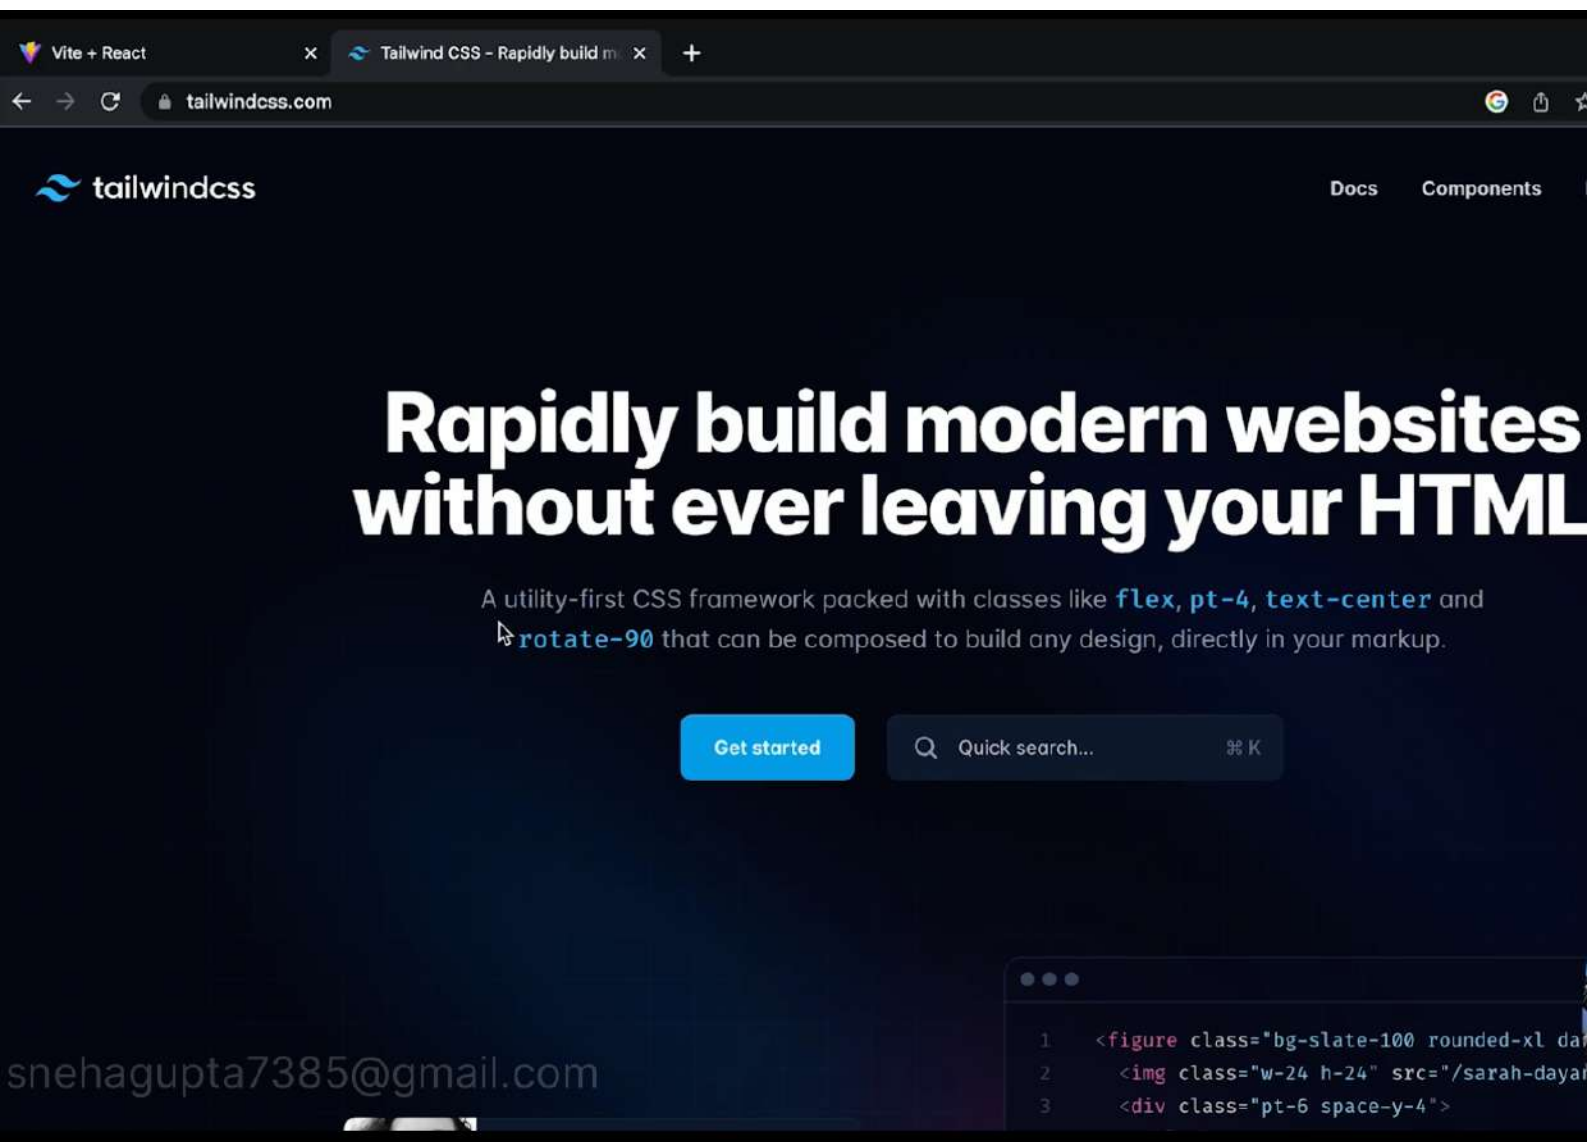 Vite + React
Tailwind CSS – Rapidly build m
tailwindcss.com
tailwindcss
Docs Components
Rapidly build modern websites
without ever leaving your HTML
A utility-first CSS framework packed with classes like flex, pt-4, text-center and
rotate-90 that can be composed to build any design, directly in your markup.
Get started
Quick search... ⌘ K
1 <figure class="bg-slate-100 rounded-xl
2 <img class="w-24 h-24" src="/sarah-dayan
3 <div class="pt-6 space-y-4">
snehagupta7385@gmail.com